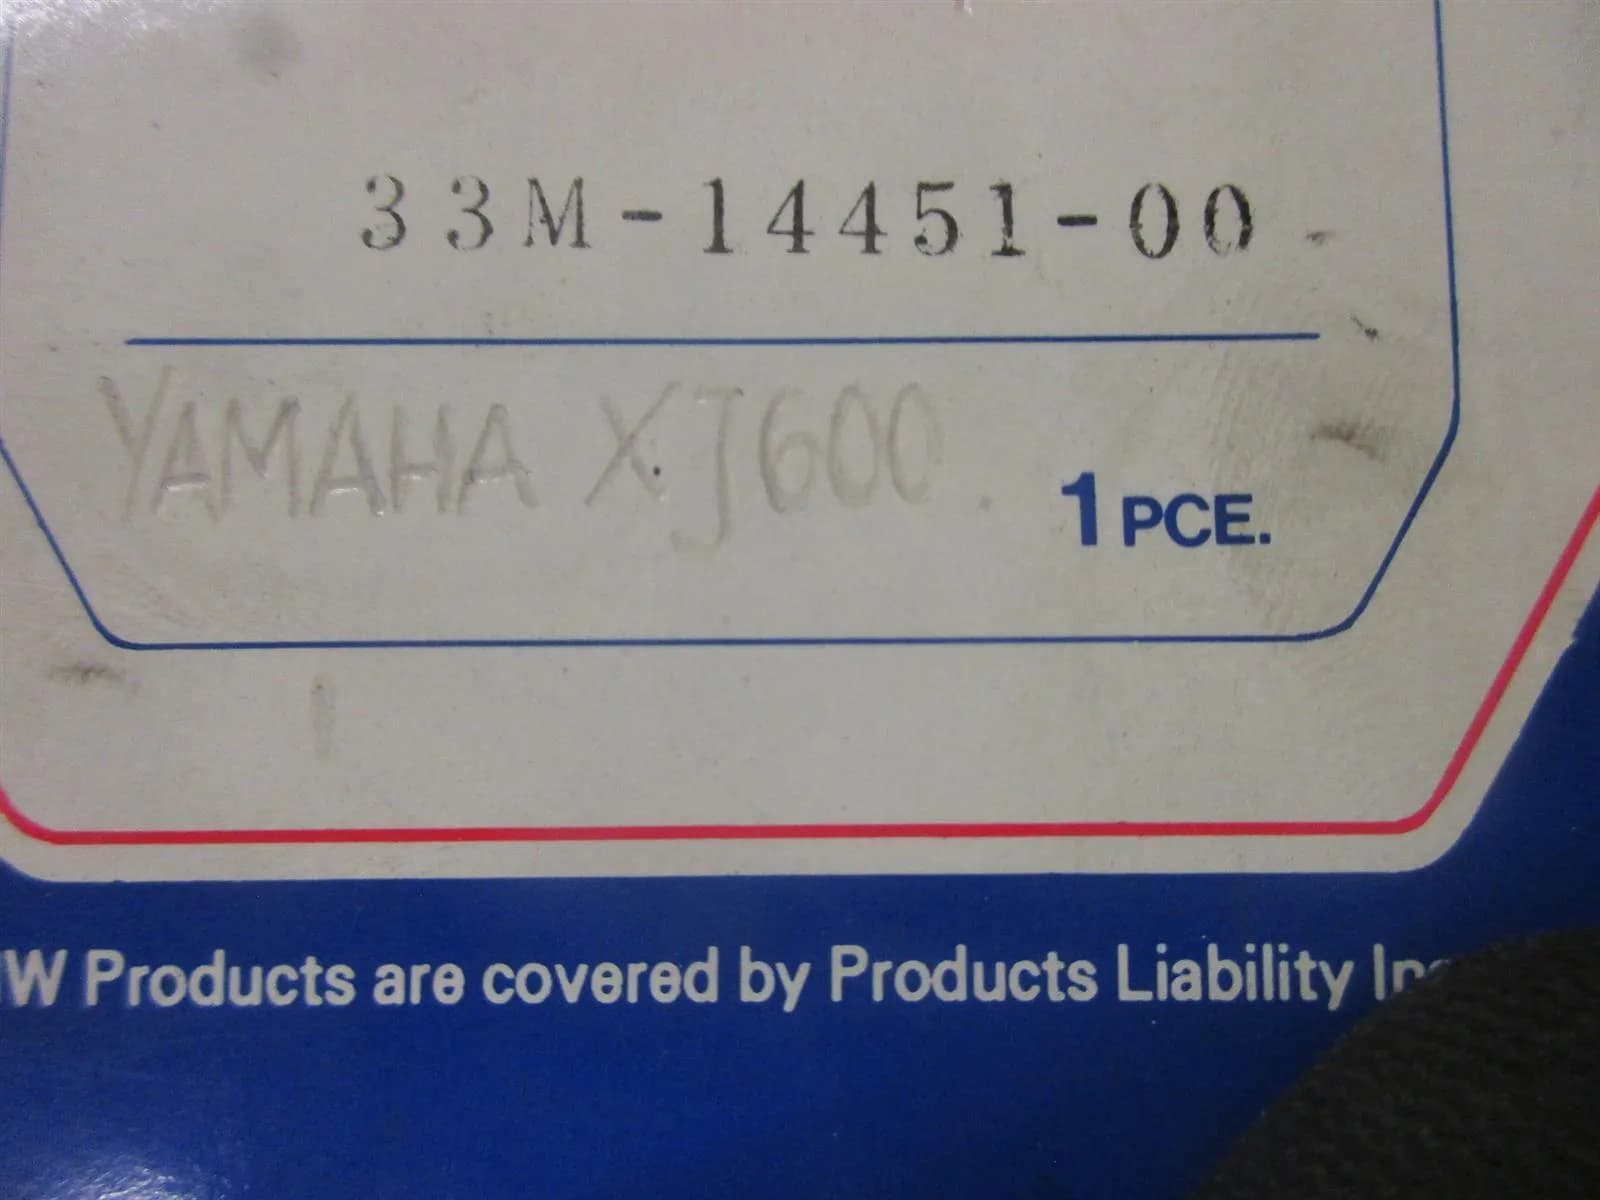 33M-14451-00
YAMAHA XJ600.
1 PCE.
W Products are covered by Products Liability